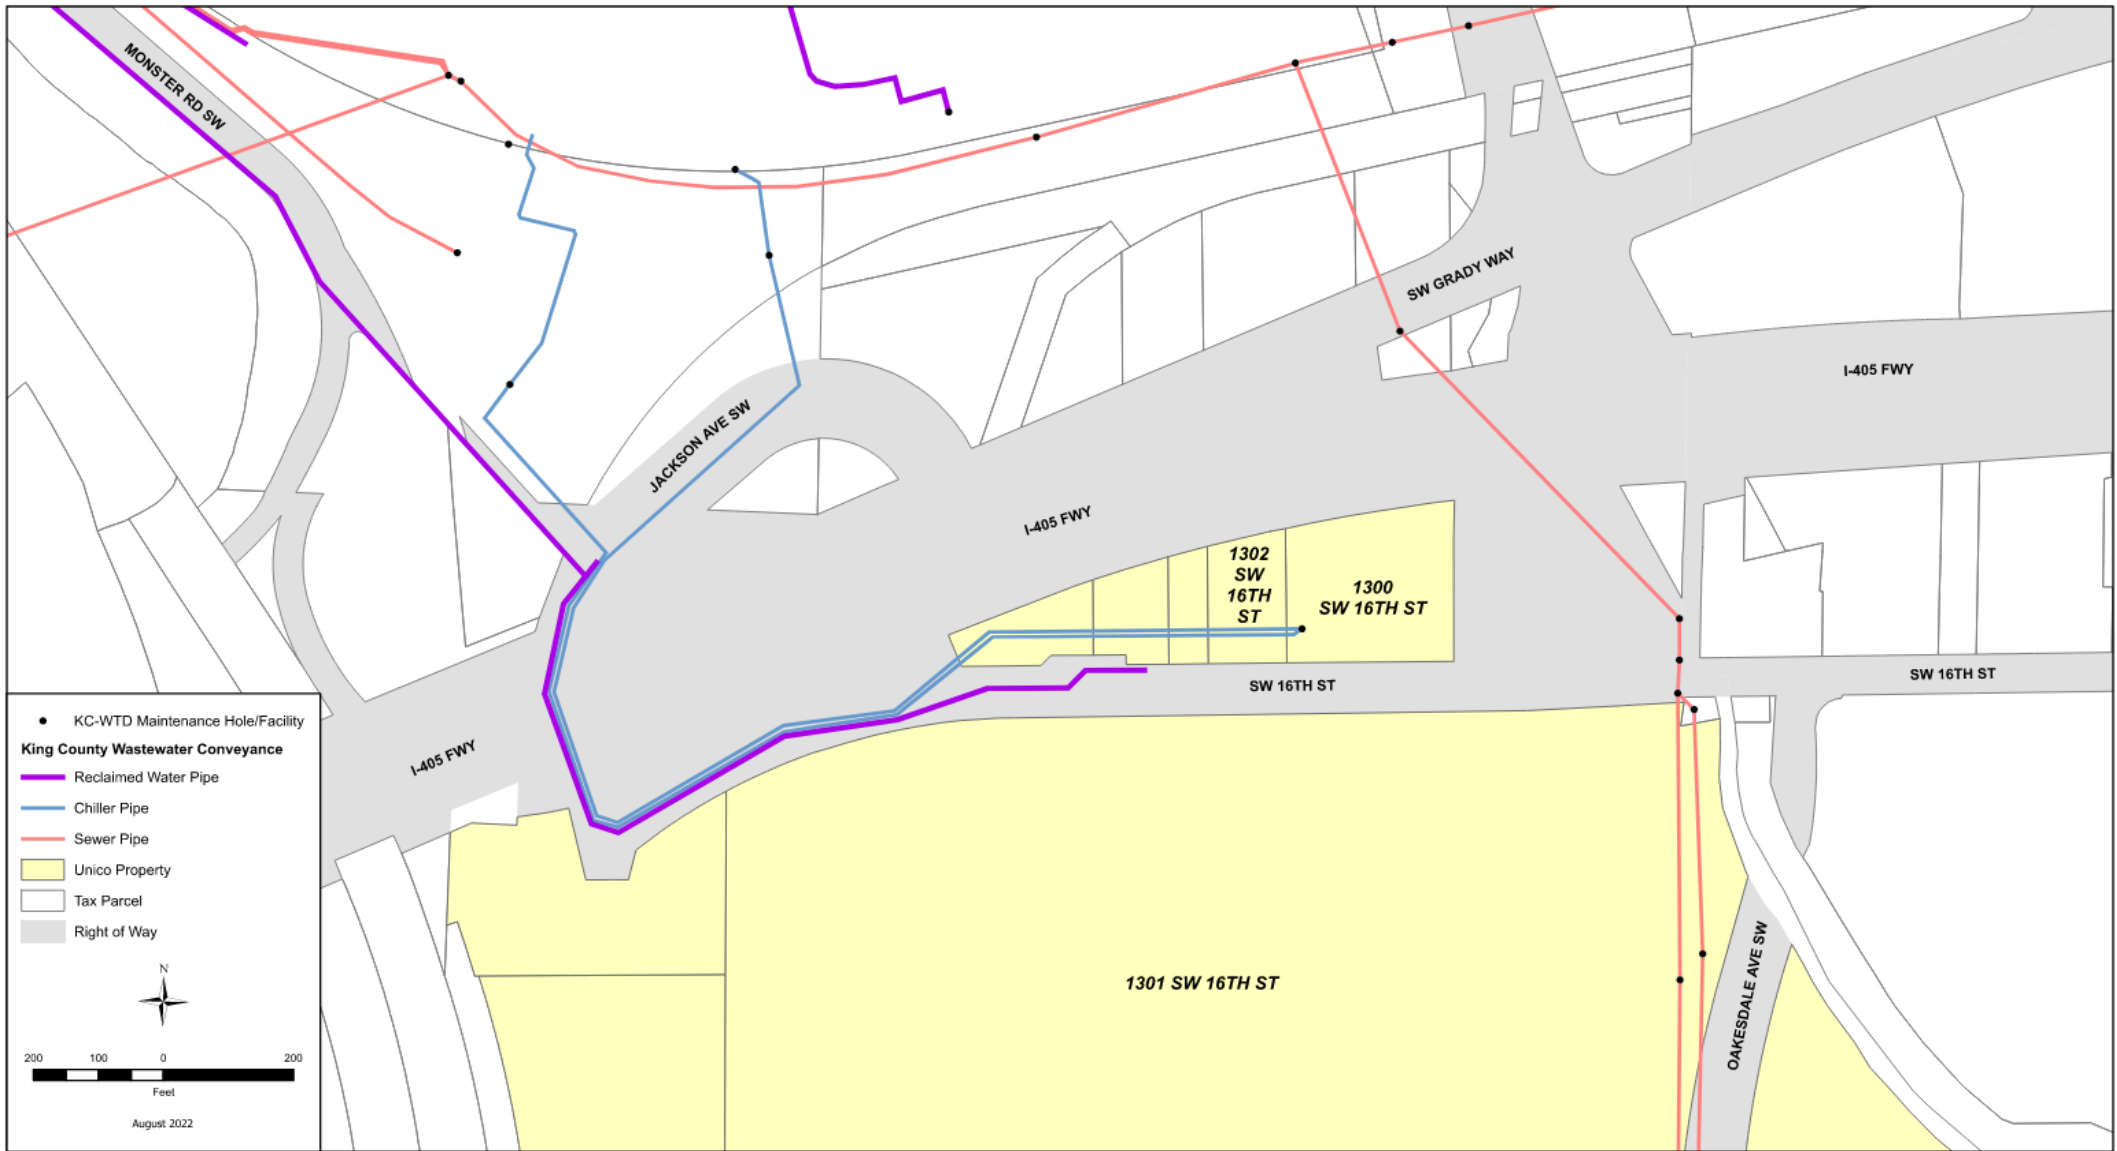 MONSTER RD SW
SW GRADY WAY
I-405 FWY
JACKSON AVE SW
I-405 FWY
1302
SW
16TH
ST
1300
SW 16TH ST
SW 16TH ST
SW 16TH ST
I-405 FWY
1301 SW 16TH ST
OAKESDALE AVE SW
KC-WTD Maintenance Hole/Facility
King County Wastewater Conveyance
Reclaimed Water Pipe
Chiller Pipe
Sewer Pipe
Unico Property
Tax Parcel
Right of Way
N
200 100 0 200
Feet
August 2022